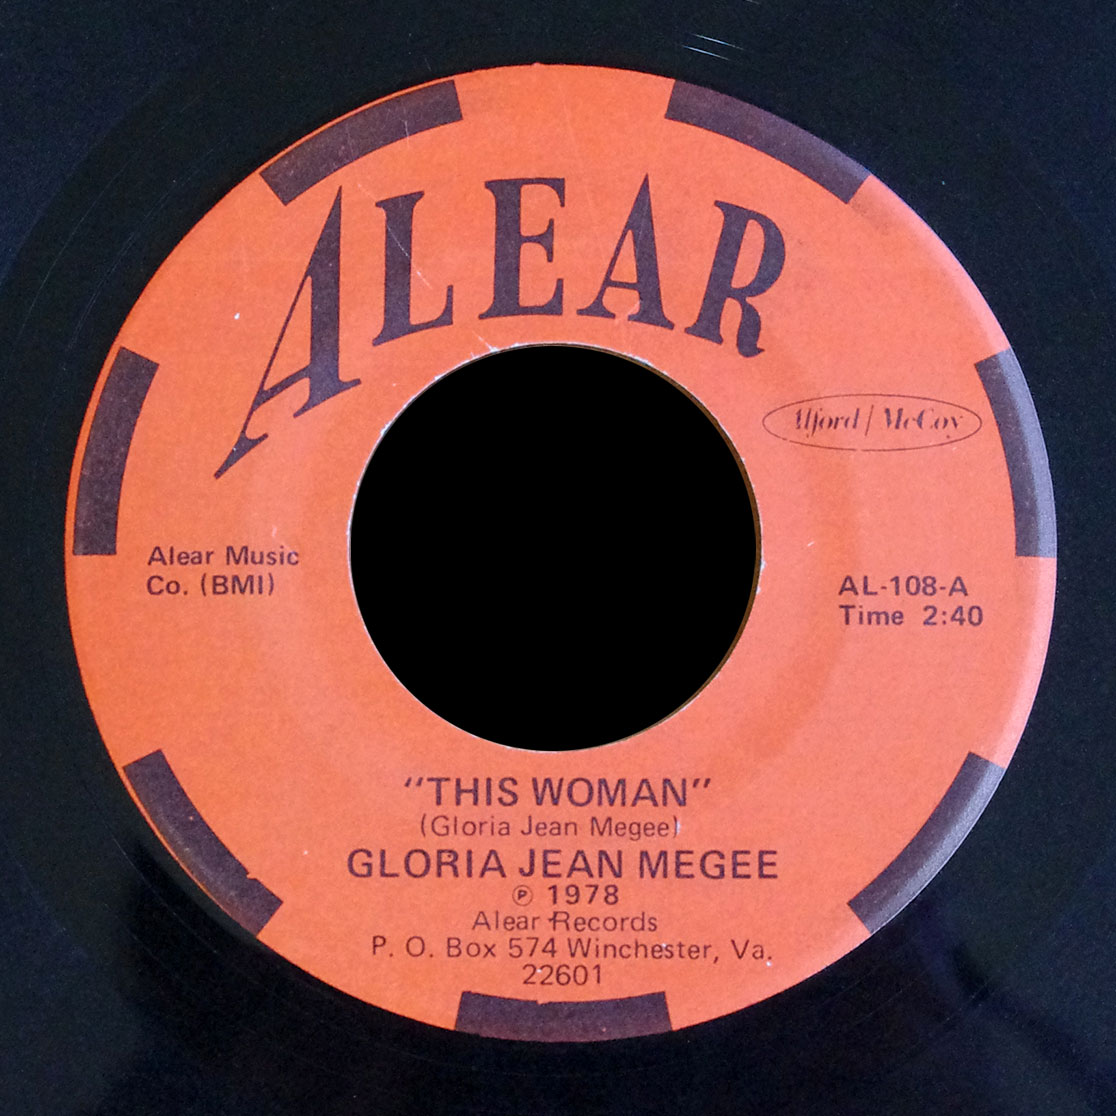 ALEAR
Alford/McCoy
Alear Music
Co. (BMI)
AL-108-A
Time 2:40
"THIS WOMAN"
(Gloria Jean Megee)
GLORIA JEAN MEGEE
℗ 1978
Alear Records
P. O. Box 574 Winchester, Va.
22601